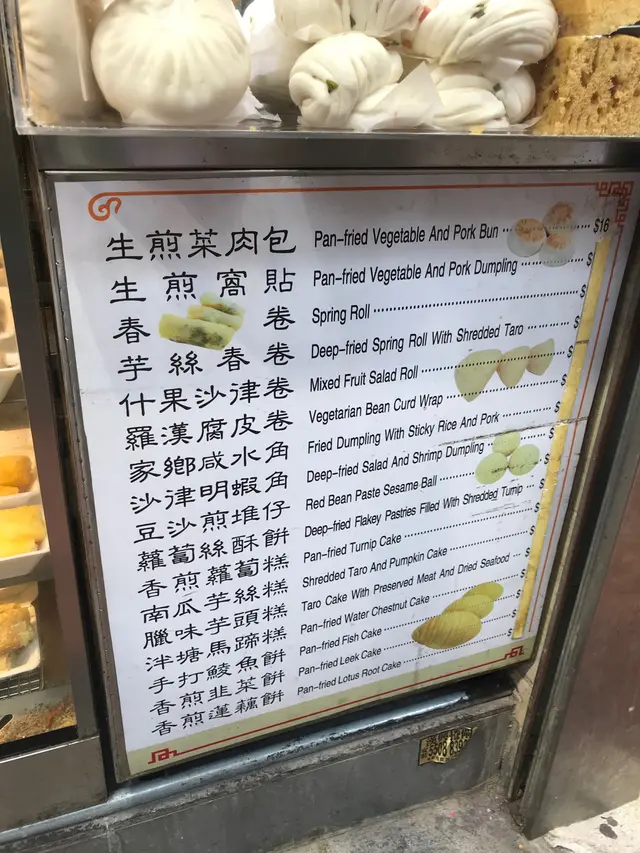 生煎菜肉包 Pan-fried Vegetable And Pork Bun $16
生煎窩貼 Pan-fried Vegetable And Pork Dumpling $
春卷 Spring Roll $
芋絲春卷 Deep-fried Spring Roll With Shredded Taro $
什果沙律卷 Mixed Fruit Salad Roll $
羅漢腐皮卷 Vegetarian Bean Curd Wrap $
家鄉咸水角 Fried Dumpling With Sticky Rice And Pork $
沙律明蝦角 Deep-fried Salad And Shrimp Dumpling $
豆沙煎堆仔 Red Bean Paste Sesame Ball $
蘿蔔絲酥餅 Deep-fried Flakey Pastries Filled With Shredded Turnip $
香煎蘿蔔糕 Pan-fried Turnip Cake $
南瓜芋絲糕 Shredded Taro And Pumpkin Cake $
臘味芋頭糕 Taro Cake With Preserved Meat And Dried Seafood $
泮塘馬蹄糕 Pan-fried Water Chestnut Cake $
手打鯪魚餅 Pan-fried Fish Cake $
香煎韭菜餅 Pan-fried Leek Cake $
香煎蓮藕餅 Pan-fried Lotus Root Cake $